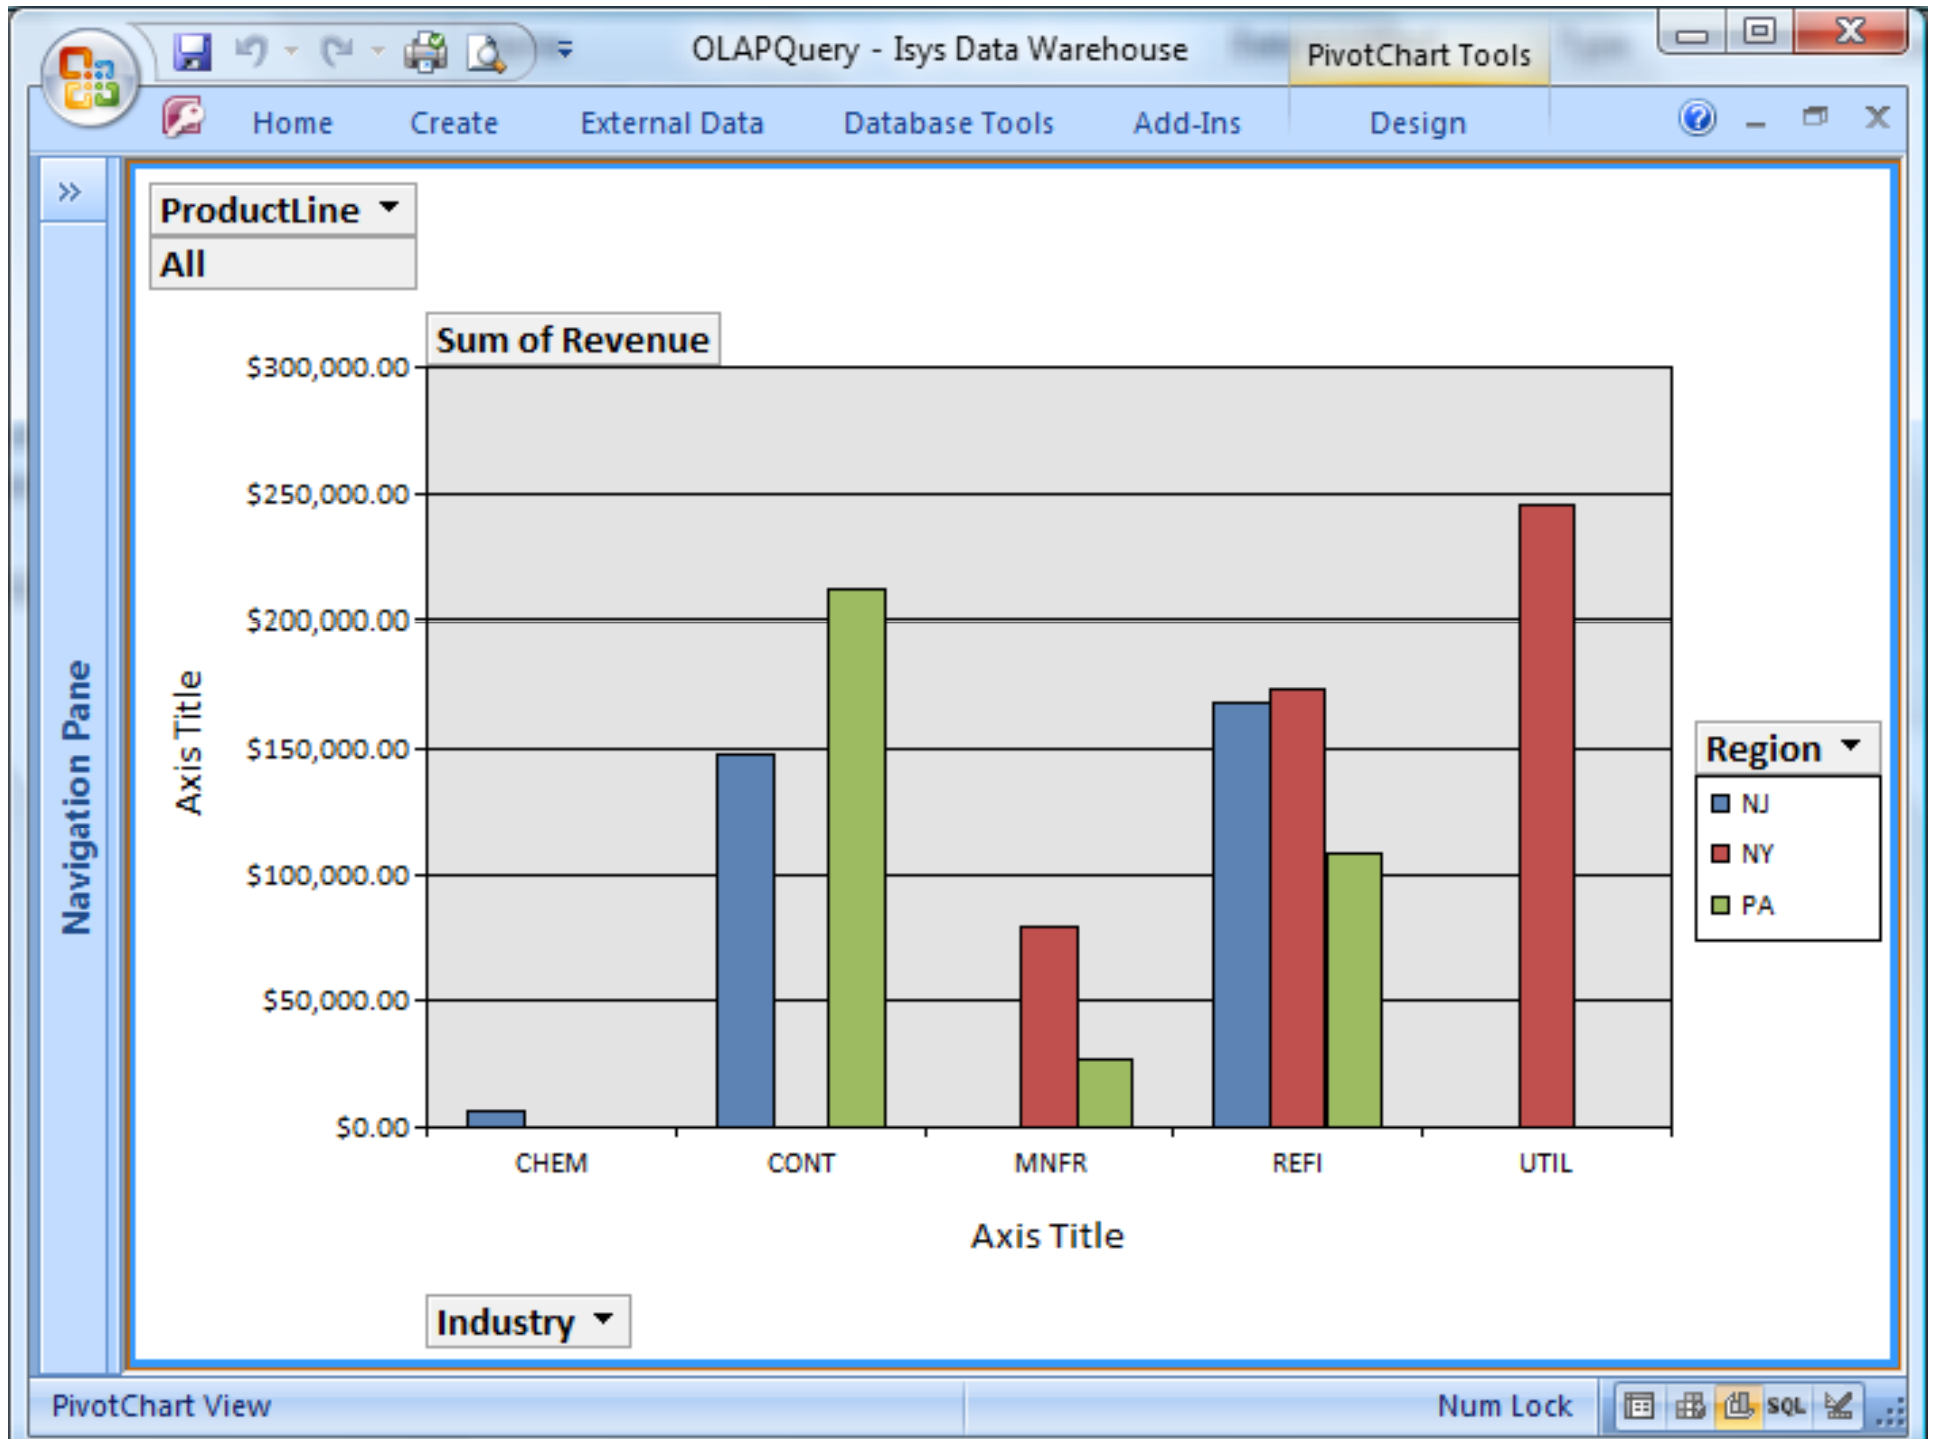 OLAPQuery - Isys Data Warehouse
PivotChart Tools
Home Create External Data Database Tools Add-Ins Design
ProductLine
All
Sum of Revenue
$300,000.00
$250,000.00
$200,000.00
$150,000.00
$100,000.00
$50,000.00
$0.00
Axis Title
Navigation Pane
CHEM CONT MNFR REFI UTIL
Axis Title
Region
NJ
NY
PA
Industry
PivotChart View
Num Lock
SQL